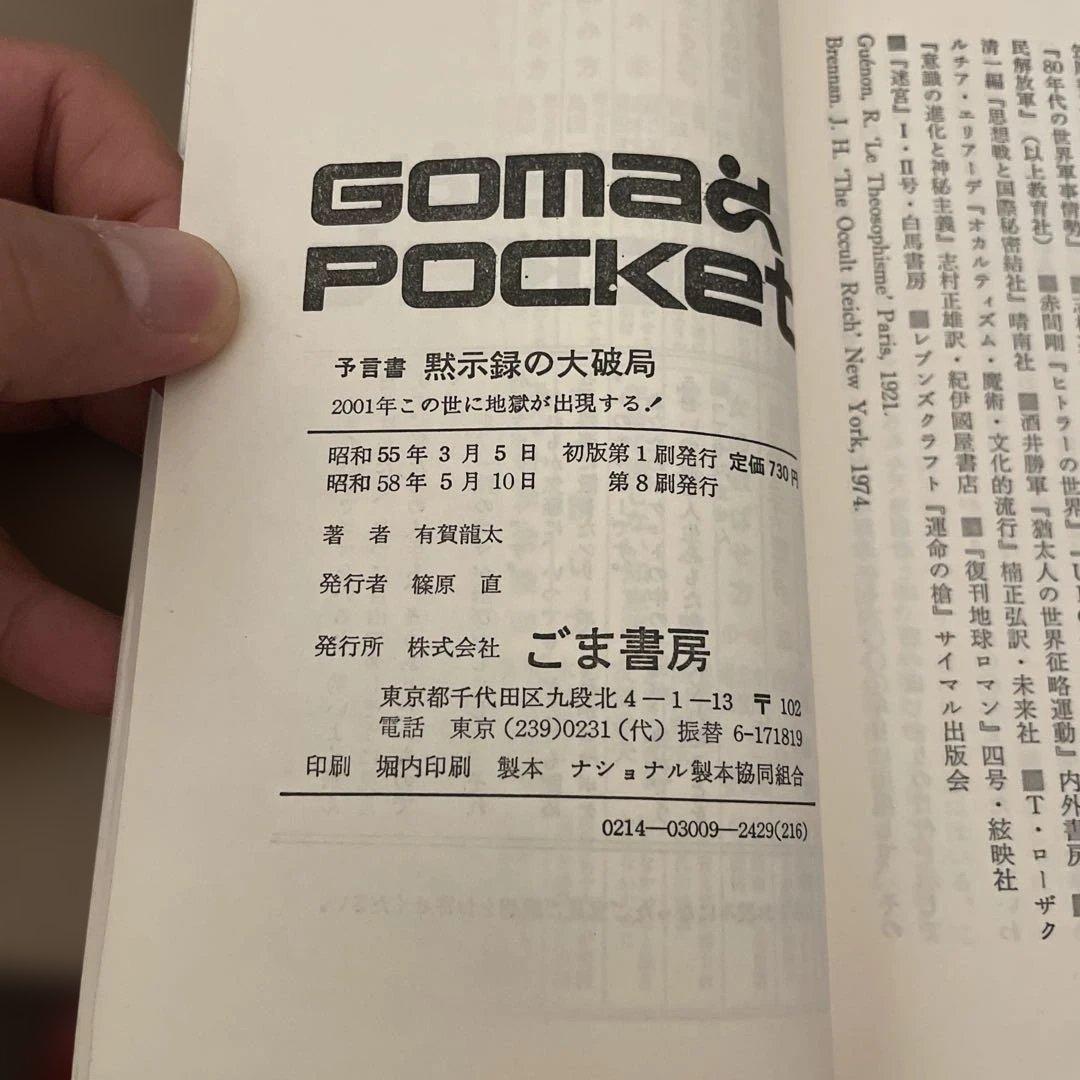 GOMA
POCKET
予言書 黙示録の大破局
2001年この世に地獄が出現する!
昭和55年3月5日 初版第1刷発行 定価730円
昭和58年5月10日 第8刷発行
著者 有賀龍太
発行者 篠原 直
発行所 株式会社 ごま書房
東京都千代田区九段北4―1―13 〒102
電話 東京(239)0231(代) 振替 6-171819
印刷 堀内印刷 製本 ナショナル製本協同組合
0214―03009―2429(216)
『80年代の世界軍事情勢』
民解放軍』(以上教育社) ■赤間剛『ヒトラーの世界』
清一編『思想戦と国際秘密結社』晴南社 ■酒井勝軍『猶太人の世界征略運動』内外書房
ルチア・エリアーデ『オカルティズム・魔術・文化的流行』楠正弘訳・未来社 ■T・ローザク
『意識の進化と神秘主義』志村正雄訳・紀伊國屋書店 ■『復刊地球ロマン』四号・絃映社
■『迷宮』I・II号・白馬書房 ■レブンズクラフト『運命の槍』サイマル出版会
Guénon, R. 'Le Theosophisme' Paris, 1921.
Brennan. J. H. 'The Occult Reich' New York, 1974.